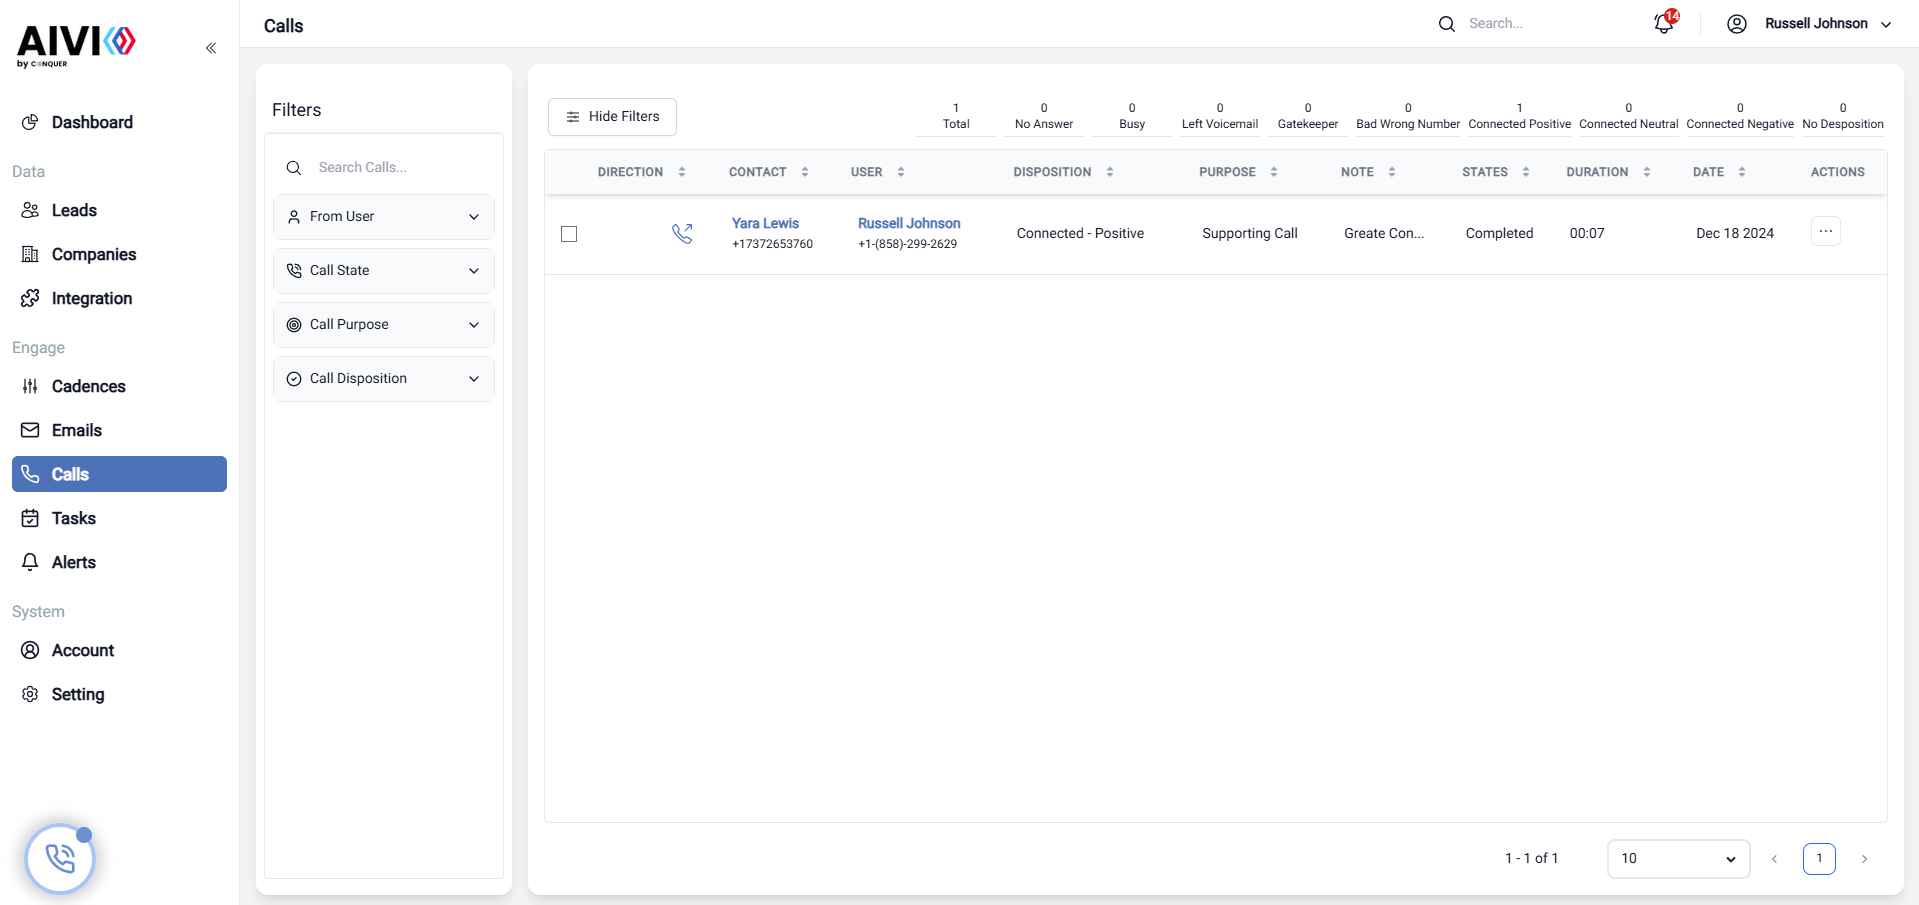 AIVI
by CONQUER
Dashboard
Data
Leads
Companies
Integration
Engage
Cadences
Emails
Calls
Tasks
Alerts
System
Account
Setting
Calls
Search...
14
Russell Johnson
Filters
Search Calls...
From User
Call State
Call Purpose
Call Disposition
Hide Filters
1 0 0 0 0 0 1 0 0 0
Total No Answer Busy Left Voicemail Gatekeeper Bad Wrong Number Connected Positive Connected Neutral Connected Negative No Desposition
DIRECTION CONTACT USER DISPOSITION PURPOSE NOTE STATES DURATION DATE ACTIONS
Yara Lewis Russell Johnson
Connected - Positive Supporting Call Greate Con... Completed 00:07 Dec 18 2024 ...
+17372653760 +1-(858)-299-2629
1 - 1 of 1 10 1